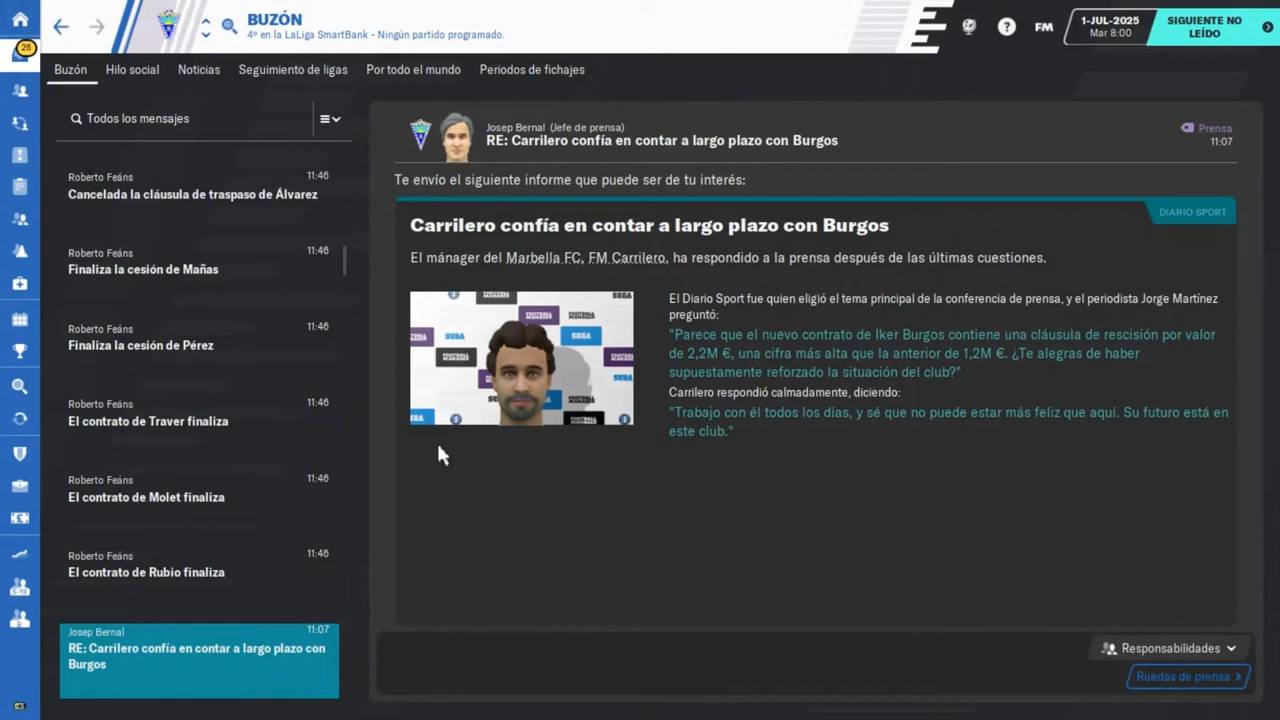 26
BUZÓN
4º en la LaLiga SmartBank - Ningún partido programado.
FM
1-JUL-2025
Mar 8:00
SIGUIENTE NO
LEÍDO
Buzón
Hilo social
Noticias
Seguimiento de ligas
Por todo el mundo
Periodos de fichajes
Todos los mensajes
Roberto Feáns
11:46
Cancelada la cláusula de traspaso de Álvarez
Roberto Feáns
11:46
Finaliza la cesión de Mañas
Roberto Feáns
11:46
Finaliza la cesión de Pérez
Roberto Feáns
11:46
El contrato de Traver finaliza
Roberto Feáns
11:46
El contrato de Molet finaliza
Roberto Feáns
11:46
El contrato de Rubio finaliza
Josep Bernal
11:07
RE: Carrilero confía en contar a largo plazo con
Burgos
Josep Bernal (Jefe de prensa)
RE: Carrilero confía en contar a largo plazo con Burgos
Prensa
11:07
Te envío el siguiente informe que puede ser de tu interés:
DIARIO SPORT
Carrilero confía en contar a largo plazo con Burgos
El mánager del Marbella FC, FM Carrilero, ha respondido a la prensa después de las últimas cuestiones.
SEGA
FOOTBALL MANAGER
SEGA
El Diario Sport fue quien eligió el tema principal de la conferencia de prensa, y el periodista Jorge Martínez
preguntó:
"Parece que el nuevo contrato de Iker Burgos contiene una cláusula de rescisión por valor
de 2,2M €, una cifra más alta que la anterior de 1,2M €. ¿Te alegras de haber
supuestamente reforzado la situación del club?"
Carrilero respondió calmadamente, diciendo:
"Trabajo con él todos los días, y sé que no puede estar más feliz que aquí. Su futuro está en
este club."
Responsabilidades
Ruedas de prensa